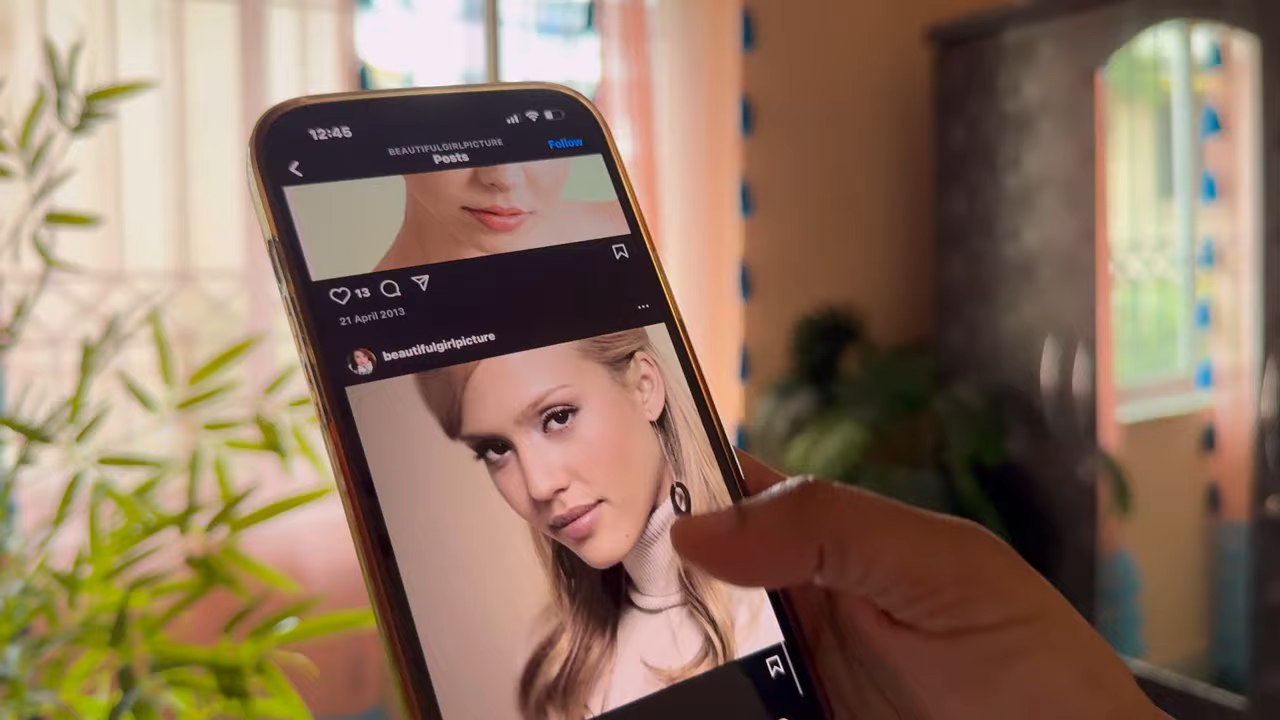 12:45
BEAUTIFULGIRLPICTURE
Posts
Follow
13
21 April 2013
beautifulgirlpicture